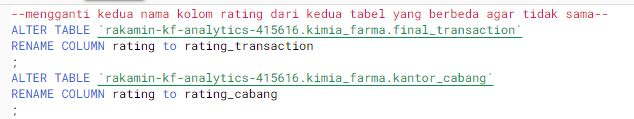 --mengganti kedua nama kolom rating dari kedua tabel yang berbeda agar tidak sama--
ALTER TABLE `rakamin-kf-analytics-415616.kimia_farma.final_transaction`
RENAME COLUMN rating to rating_transaction
;
ALTER TABLE `rakamin-kf-analytics-415616.kimia_farma.kantor_cabang`
RENAME COLUMN rating to rating_cabang
;